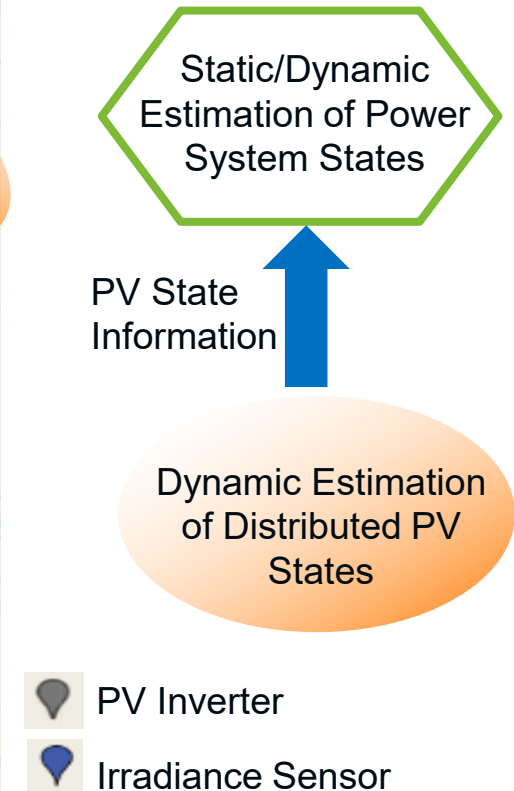 Static/Dynamic
Estimation of Power
System States
PV State
Information
Dynamic Estimation
of Distributed PV
States
PV Inverter
Irradiance Sensor